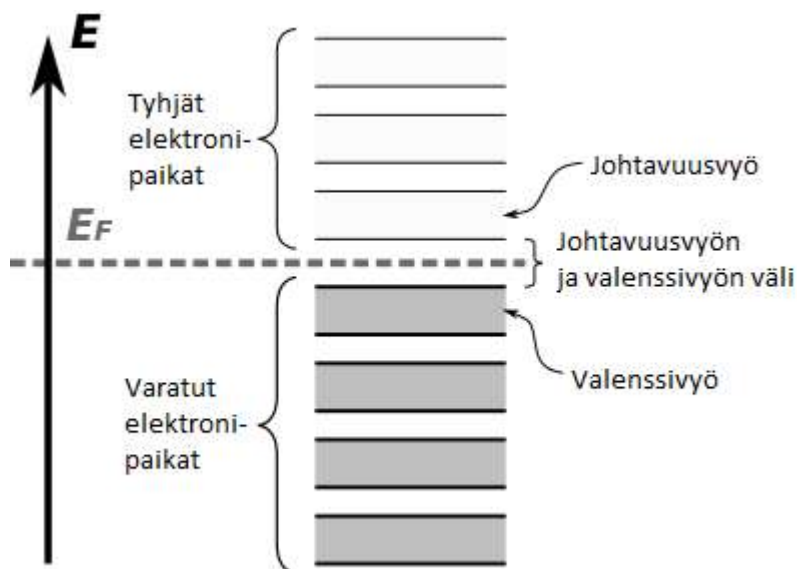 E
Tyhjät
elektroni-
paikat
Johtavuusvyö
EF
Johtavuusvyön
ja valenssivyön väli
Varatut
elektroni-
paikat
Valenssivyö